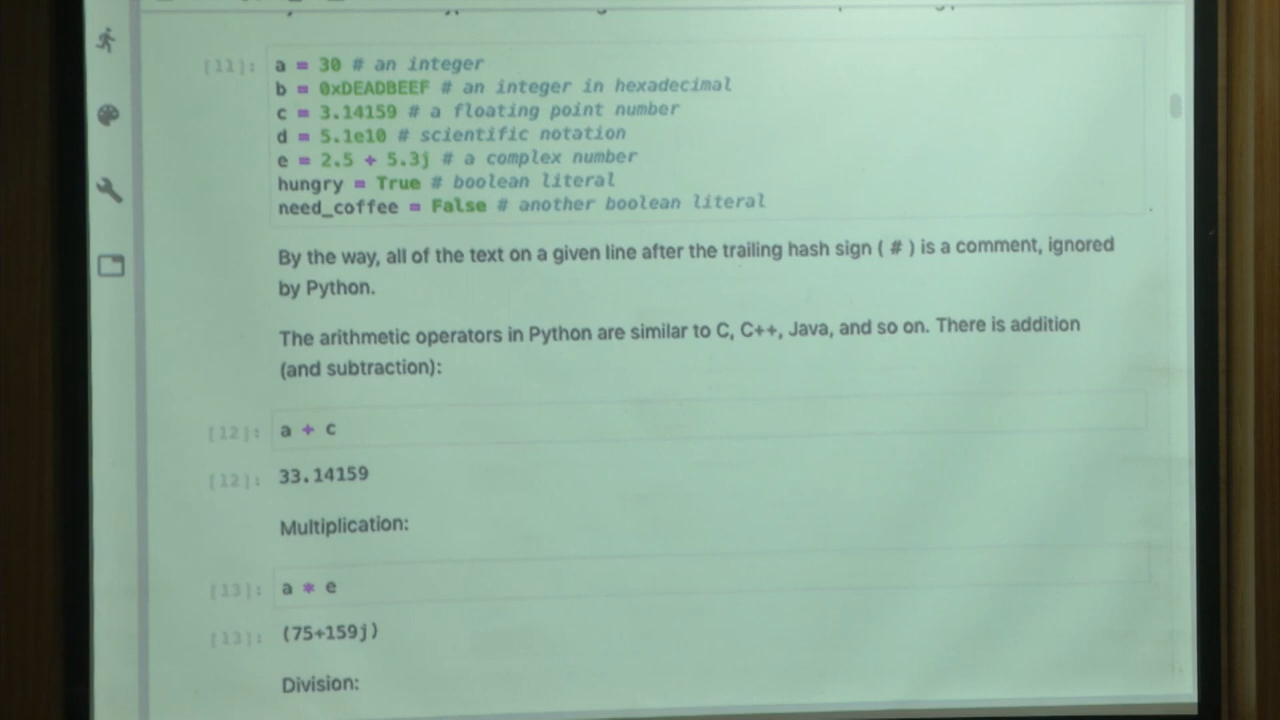 [11]: a = 30 # an integer
b = 0xDEADBEEF # an integer in hexadecimal
c = 3.14159 # a floating point number
d = 5.1e10 # scientific notation
e = 2.5 + 5.3j # a complex number
hungry = True # boolean literal
need_coffee = False # another boolean literal
By the way, all of the text on a given line after the trailing hash sign ( # ) is a comment, ignored
by Python.
The arithmetic operators in Python are similar to C, C++, Java, and so on. There is addition
(and subtraction):
[12]: a + c
[12]: 33.14159
Multiplication:
[13]: a * e
[13]: (75+159j)
Division: